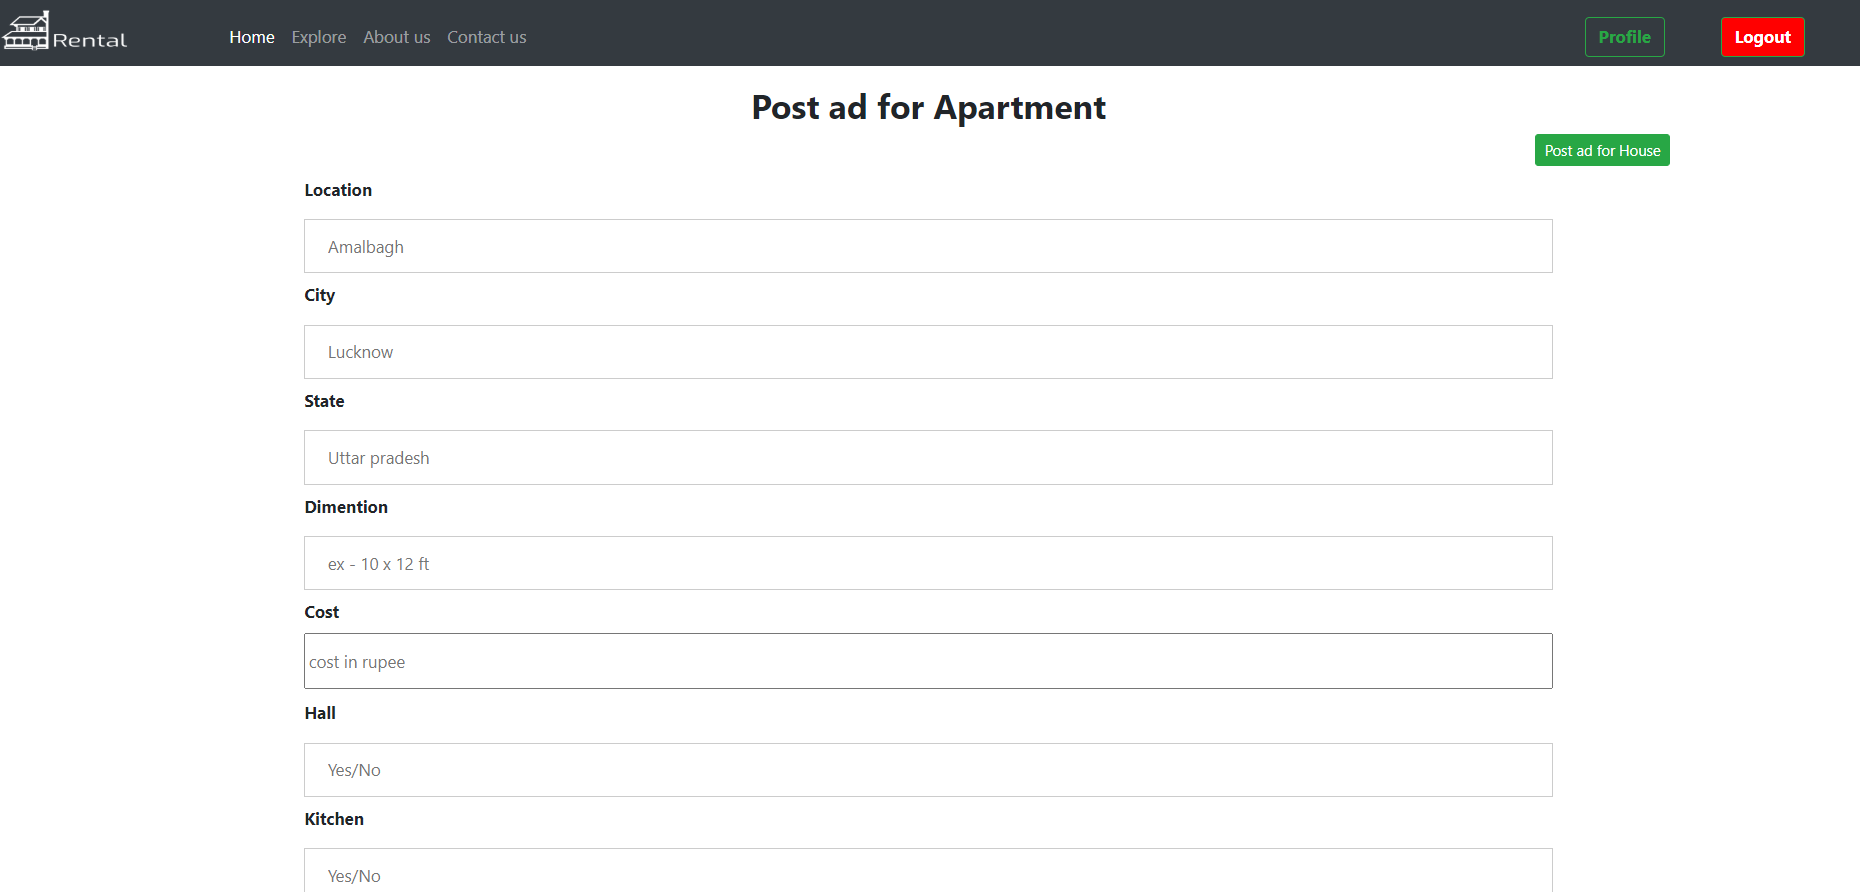 Rental
Home Explore About us Contact us Profile Logout
Post ad for Apartment
Post ad for House
Location
Amalbagh
City
Lucknow
State
Uttar pradesh
Dimention
ex - 10 x 12 ft
Cost
cost in rupee
Hall
Yes/No
Kitchen
Yes/No